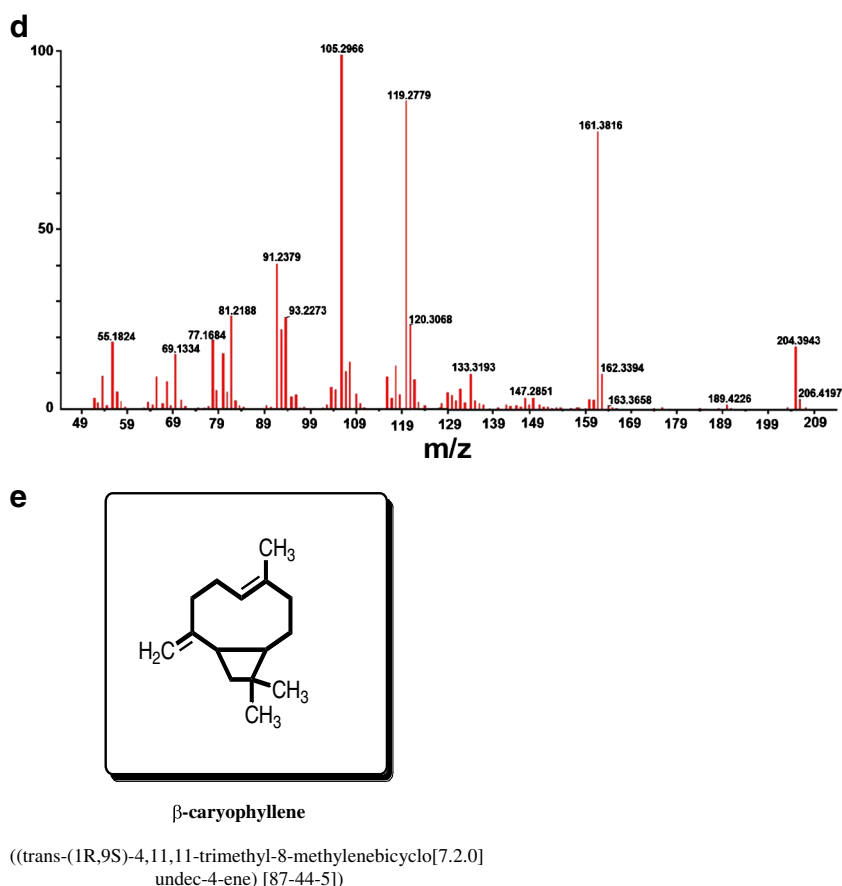 d
100
50
0
105.2966
119.2779
161.3816
91.2379
81.2188
93.2273
77.1684
55.1824
69.1334
120.3068
133.3193
147.2851
162.3394
163.3658
204.3943
189.4226
206.4197
49 59 69 79 89 99 109 119 129 139 149 159 169 179 189 199 209
m/z
e
CH3
H2C
CH3
CH3
β-caryophyllene
((trans-(1R,9S)-4,11,11-trimethyl-8-methylenebicyclo[7.2.0]
undec-4-ene) [87-44-5])